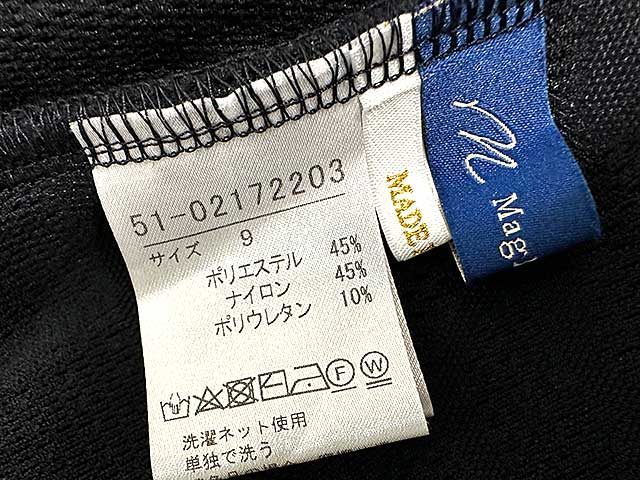 51-02172203
サイズ 9
ポリエステル 45%
ナイロン 45%
ポリウレタン 10%
F W
洗濯ネット使用
単独で洗う
MADE
M
Mag